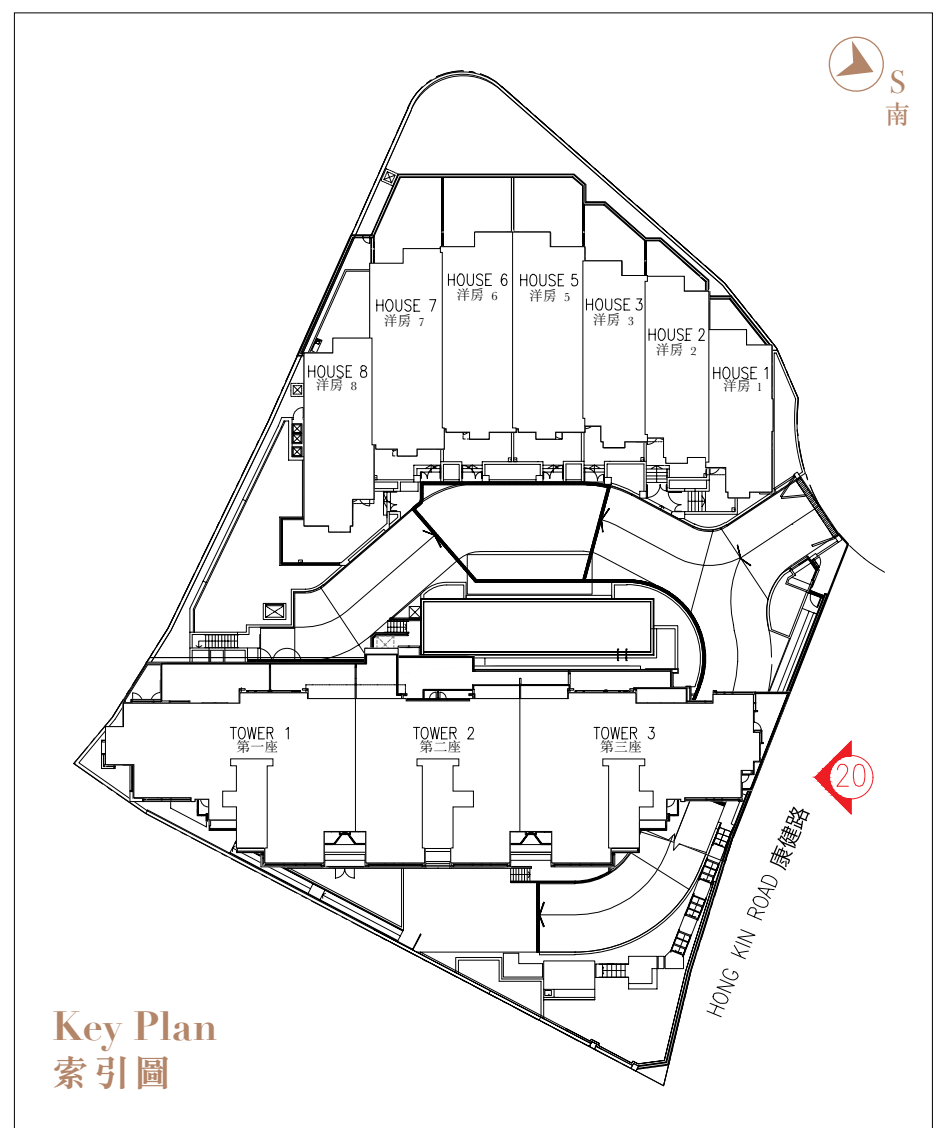 S
南
HOUSE 6
洋房 6
HOUSE 5
洋房 5
HOUSE 7
洋房 7
HOUSE 3
洋房 3
HOUSE 2
洋房 2
HOUSE 8
洋房 8
HOUSE 1
洋房 1
TOWER 1
第一座
TOWER 2
第二座
TOWER 3
第三座
20
HONG KIN ROAD 康健路
Key Plan
索引圖